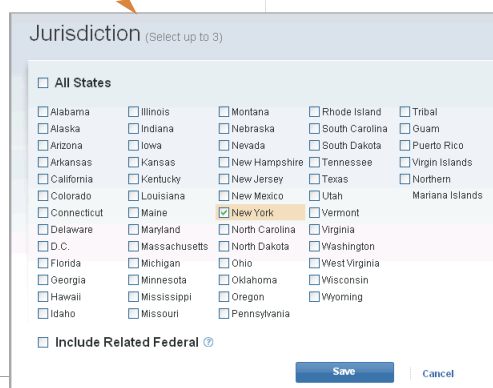 Jurisdiction (Select up to 3)
All States
Alabama
Alaska
Arizona
Arkansas
California
Colorado
Connecticut
Delaware
D.C.
Florida
Georgia
Hawaii
Idaho
Illinois
Indiana
Iowa
Kansas
Kentucky
Louisiana
Maine
Maryland
Massachusetts
Michigan
Minnesota
Mississippi
Missouri
Montana
Nebraska
Nevada
New Hampshire
New Jersey
New Mexico
New York
North Carolina
North Dakota
Ohio
Oklahoma
Oregon
Pennsylvania
Rhode Island
South Carolina
South Dakota
Tennessee
Texas
Utah
Vermont
Virginia
Washington
West Virginia
Wisconsin
Wyoming
Tribal
Guam
Puerto Rico
Virgin Islands
Northern
Mariana Islands
Include Related Federal ?
Save
Cancel